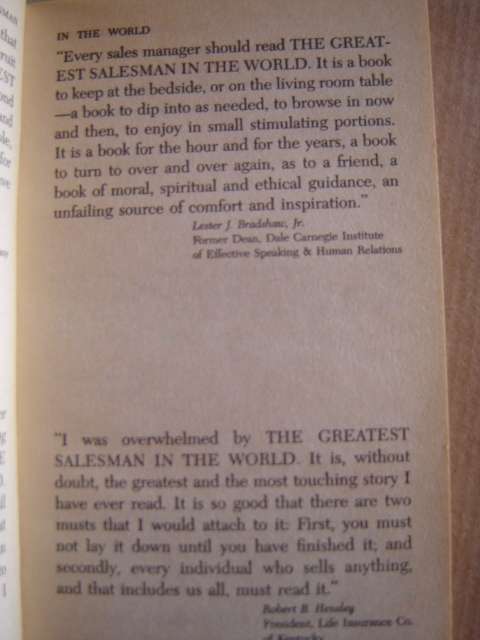 IN THE WORLD
"Every sales manager should read THE GREAT-
EST SALESMAN IN THE WORLD. It is a book
to keep at the bedside, or on the living room table
—a book to dip into as needed, to browse in now
and then, to enjoy in small stimulating portions.
It is a book for the hour and for the years, a book
to turn to over and over again, as to a friend, a
book of moral, spiritual and ethical guidance, an
unfailing source of comfort and inspiration."
Lester J. Bradshaw, Jr.
Former Dean, Dale Carnegie Institute
of Effective Speaking & Human Relations
"I was overwhelmed by THE GREATEST
SALESMAN IN THE WORLD. It is, without
doubt, the greatest and the most touching story I
have ever read. It is so good that there are two
musts that I would attach to it: First, you must
not lay it down until you have finished it; and
secondly, every individual who sells anything,
and that includes us all, must read it."
Robert B. Hensley
President, Life Insurance Co.
of Kentucky